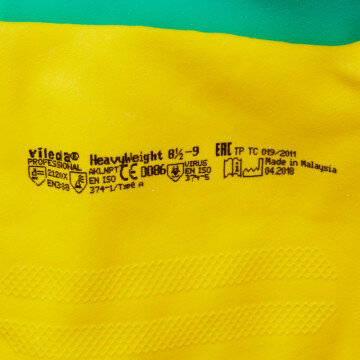 vileda® HeavyWeight 8½-9 EAC TP TC 019/2011
PROFESSIONAL AKLNPT CE 0086 VIRUS Made in Malaysia
2120X EN ISO EN ISO 04.2018
EN388 374-1/Type A 374-5